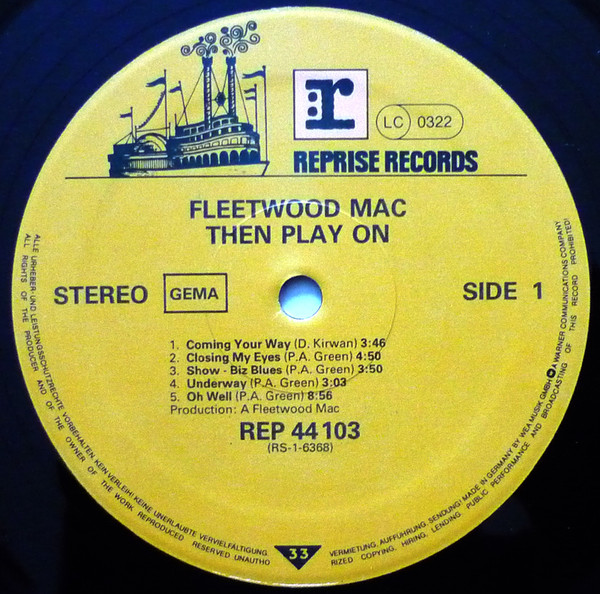 r
LC 0322
REPRISE RECORDS
FLEETWOOD MAC
THEN PLAY ON
STEREO GEMA SIDE 1
1. Coming Your Way (D. Kirwan) 3:46
2. Closing My Eyes (P.A. Green) 4:50
3. Show - Biz Blues (P.A. Green) 3:50
4. Underway (P.A. Green) 3:03
5. Oh Well (P.A. Green) 8:56
Production: A Fleetwood Mac
REP 44 103
(RS-1-6368)
33
ALLE URHEBER- UND LEISTUNGSSCHUTZRECHTE VORBEHALTEN. KEIN VERLEIH! KEINE UNERLAUBTE VERVIELFÄLTIGUNG, VERMIETUNG, AUFFÜHRUNG, SENDUNG! MADE IN GERMANY BY WEA MUSIK GMBH A WARNER COMMUNICATIONS COMPANY
ALL RIGHTS OF THE PRODUCER AND OF THE OWNER OF THE WORK REPRODUCED RESERVED UNAUTHORIZED COPYING, HIRING, LENDING, PUBLIC PERFORMANCE AND BROADCASTING OF THIS RECORD PROHIBITED!